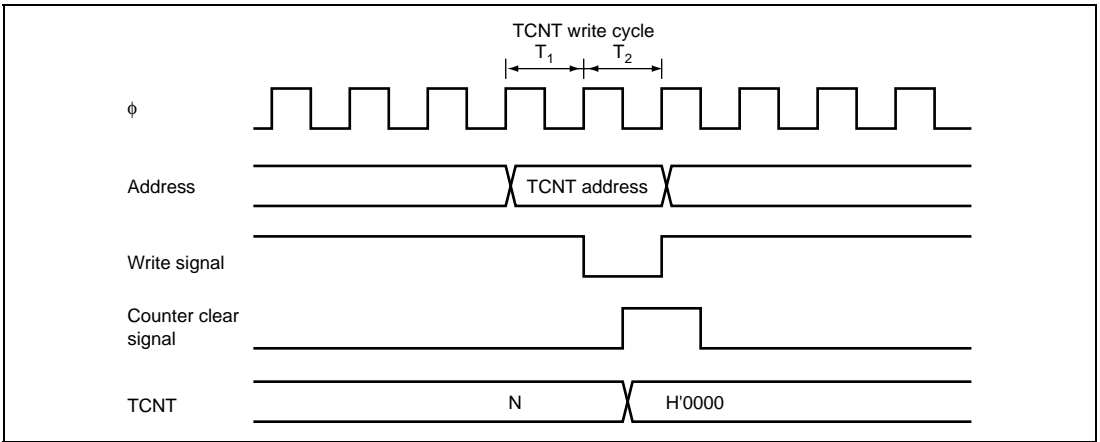 TCNT write cycle
T1 T2
ϕ
Address
TCNT address
Write signal
Counter clear
signal
TCNT
N
H'0000